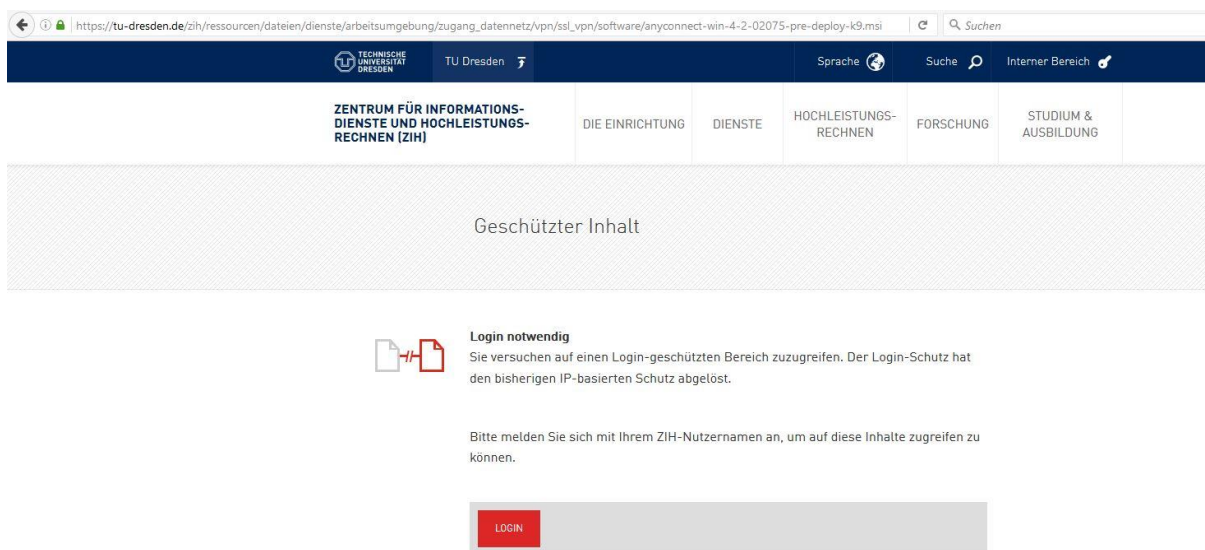 https://tu-dresden.de/zih/ressourcen/dateien/dienste/arbeitsumgebung/zugang_datennetz/vpn/ssl_vpn/software/anyconnect-win-4-2-02075-pre-deploy-k9.msi
Suchen
TECHNISCHE
UNIVERSITÄT
DRESDEN
TU Dresden
Sprache
Suche
Interner Bereich
ZENTRUM FÜR INFORMATIONS-
DIENSTE UND HOCHLEISTUNGS-
RECHNEN (ZIH)
DIE EINRICHTUNG
DIENSTE
HOCHLEISTUNGS-
RECHNEN
FORSCHUNG
STUDIUM &
AUSBILDUNG
Geschützter Inhalt
Login notwendig
Sie versuchen auf einen Login-geschützten Bereich zuzugreifen. Der Login-Schutz hat
den bisherigen IP-basierten Schutz abgelöst.
Bitte melden Sie sich mit Ihrem ZIH-Nutzernamen an, um auf diese Inhalte zugreifen zu
können.
LOGIN